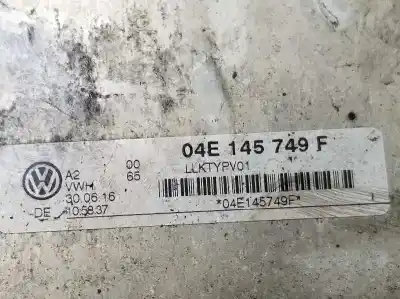 04E 145 749 F
A2 00
VWH 65
LLKTYPV01
30.06.16
DE 10:58:37
*04E145749F*